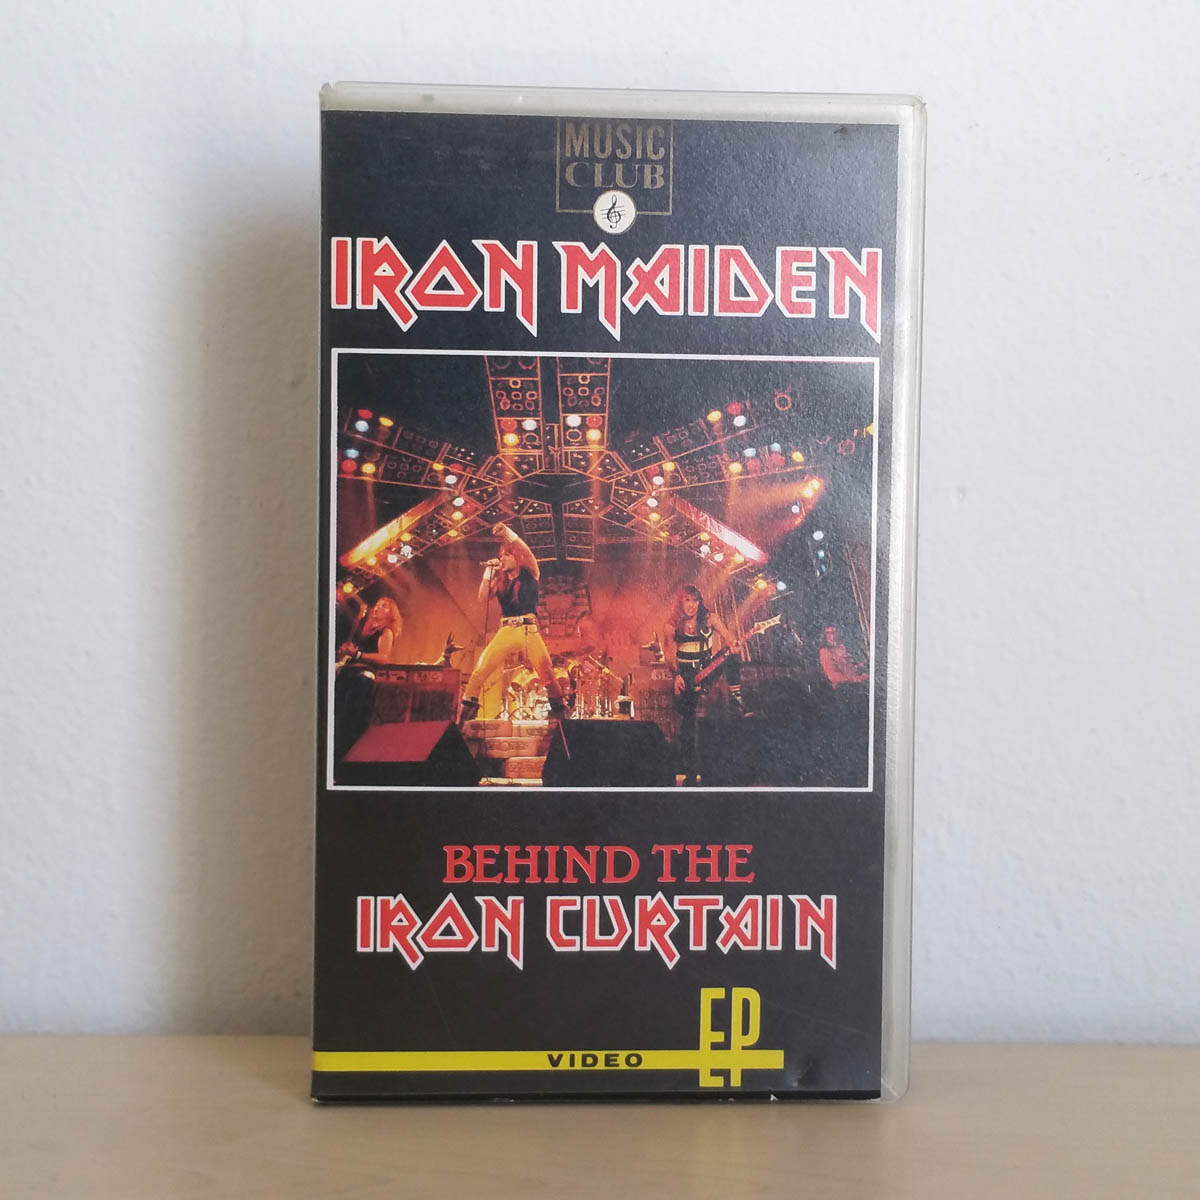 MUSIC
CLUB
IRON MAIDEN
BEHIND THE
IRON CURTAIN
VIDEO EP